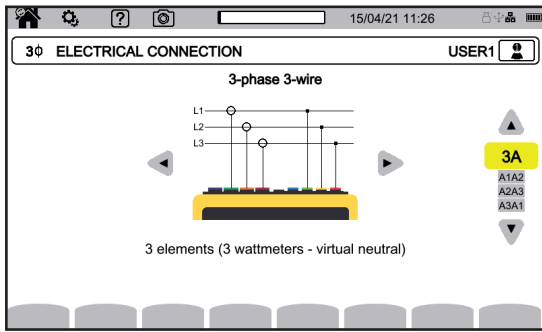 15/04/21 11:26
3ϕ ELECTRICAL CONNECTION USER1
3-phase 3-wire
L1
L2
L3
3A
A1A2
A2A3
A3A1
3 elements (3 wattmeters - virtual neutral)